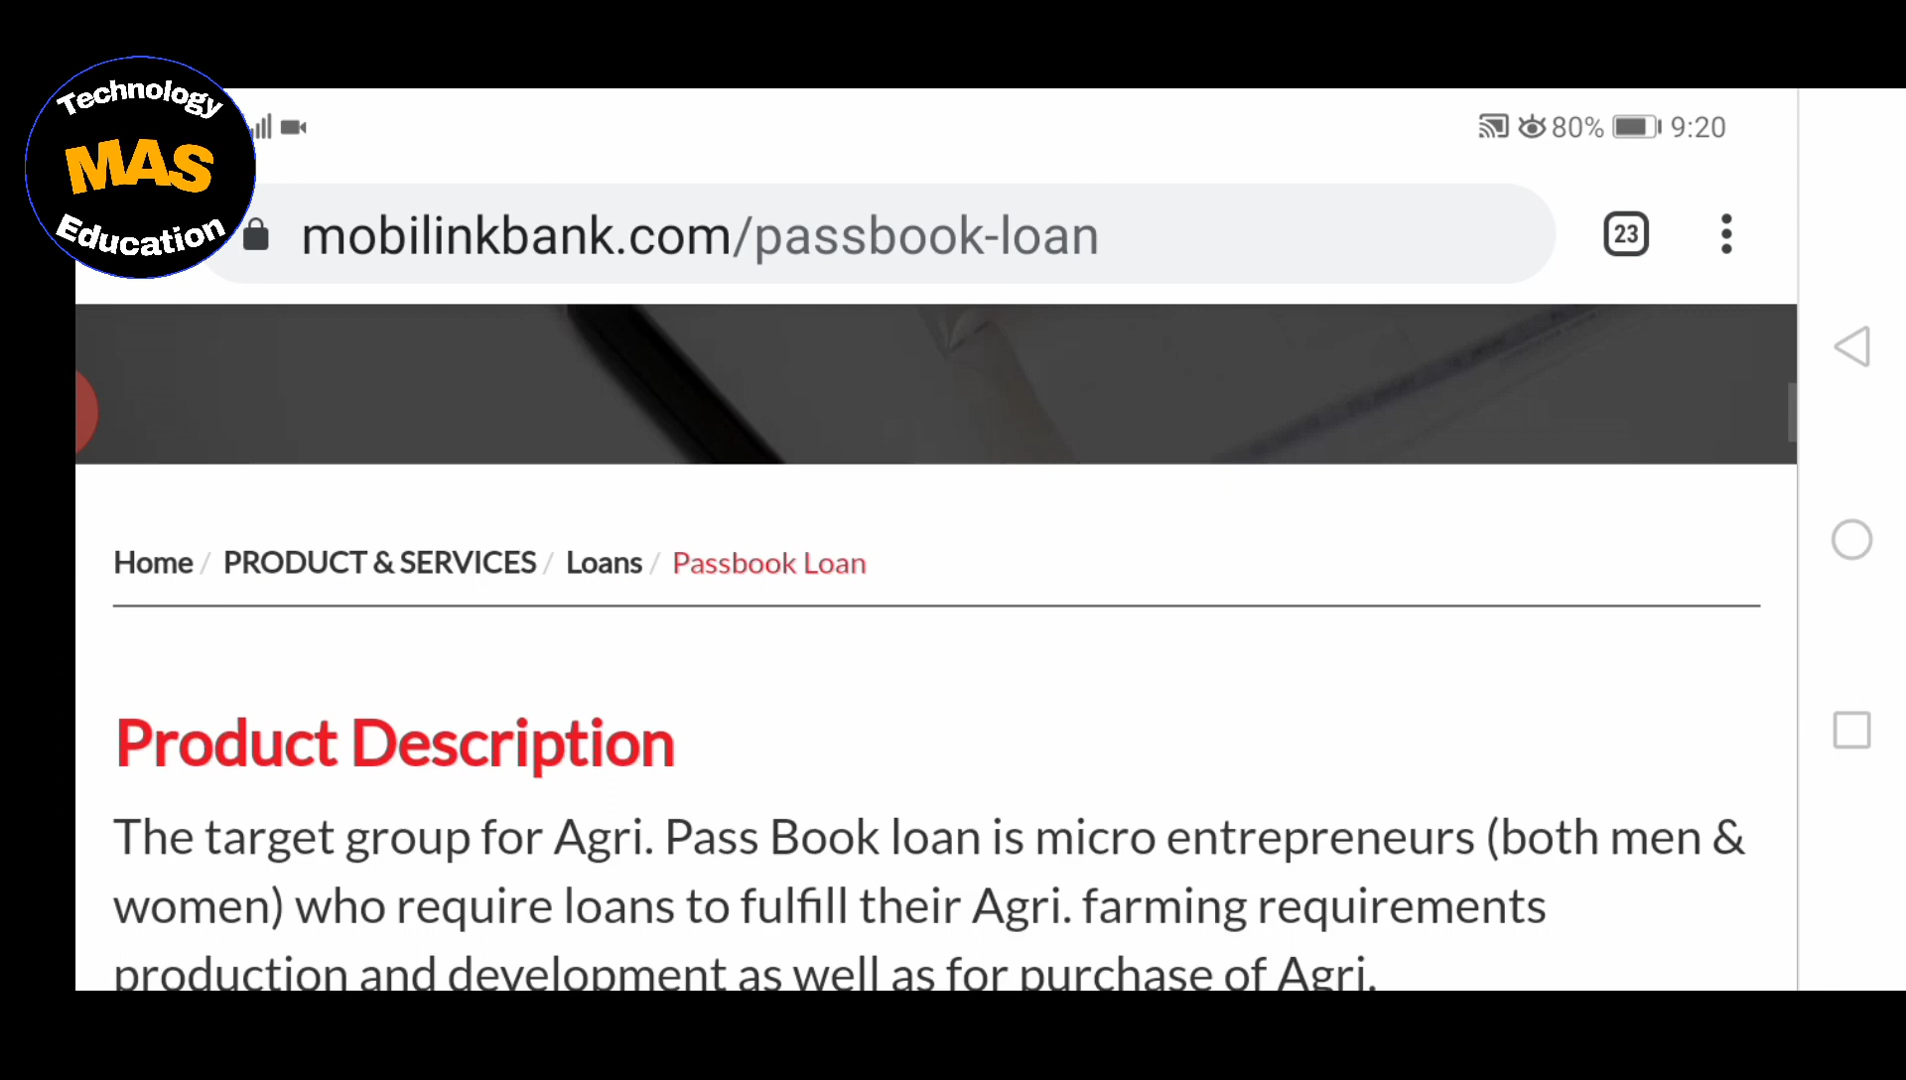 Technology
MAS
Education
80% 9:20
mobilinkbank.com/passbook-loan
23
Home / PRODUCT & SERVICES / Loans / Passbook Loan
Product Description
The target group for Agri. Pass Book loan is micro entrepreneurs (both men &
women) who require loans to fulfill their Agri. farming requirements
production and development as well as for purchase of Agri.